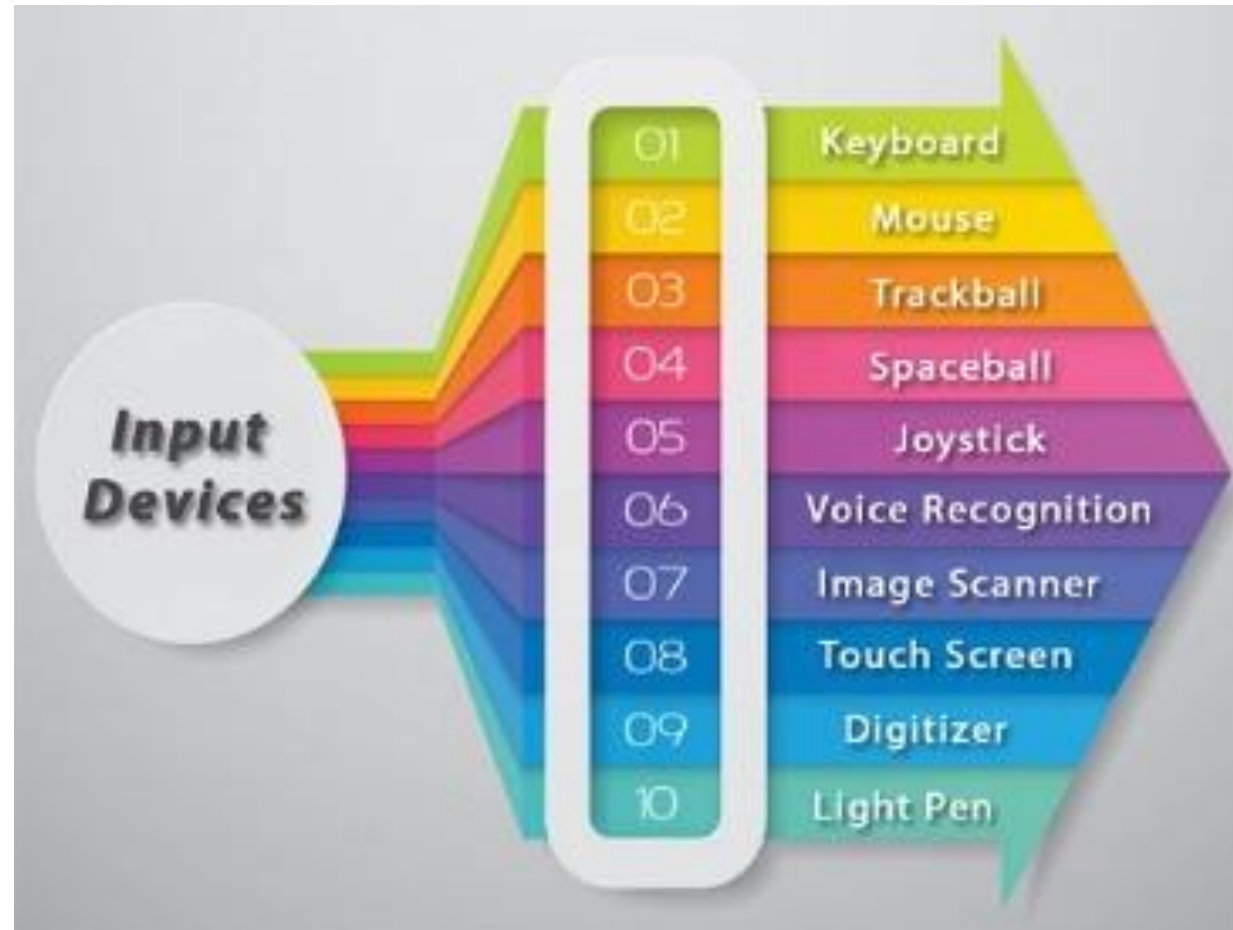 Input
Devices
01 Keyboard
02 Mouse
03 Trackball
04 Spaceball
05 Joystick
06 Voice Recognition
07 Image Scanner
08 Touch Screen
09 Digitizer
10 Light Pen